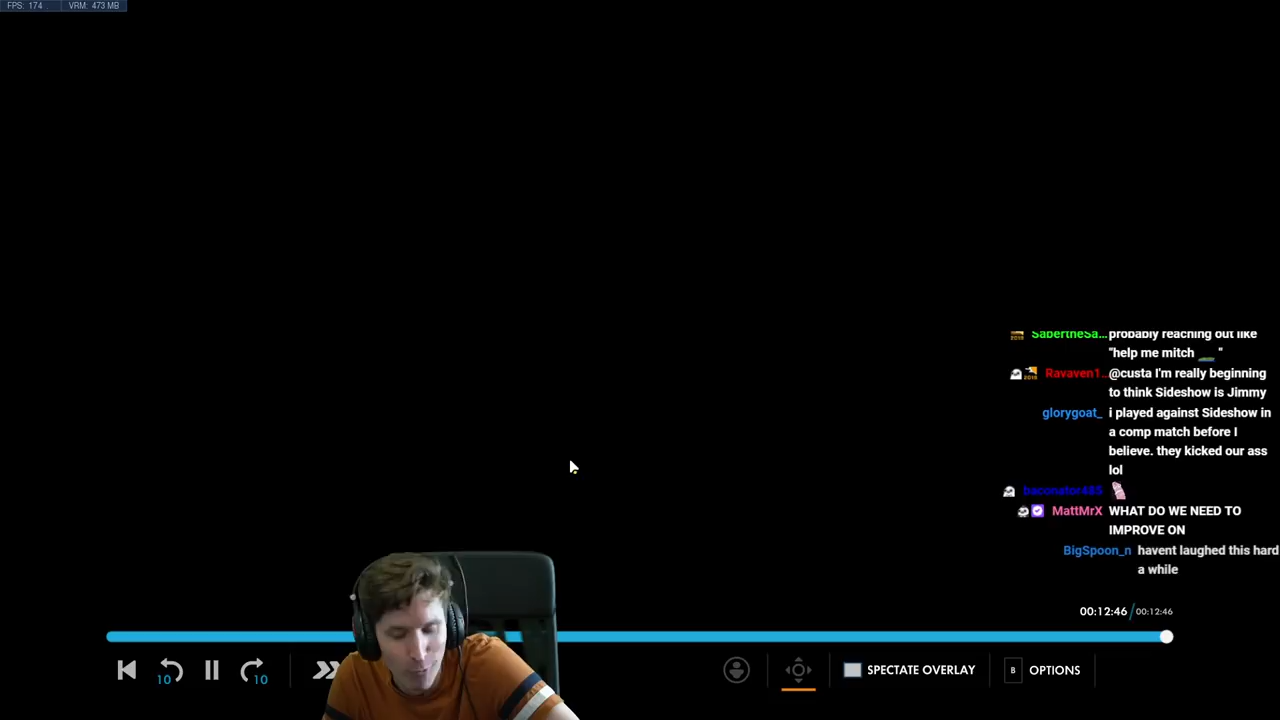 FPS: 174 VRM: 473 MB
SabertheSa... probably reaching out like
"help me mitch "
Ravaven1... @custa I'm really beginning
to think Sideshow is Jimmy
glorygoat_ i played against Sideshow in
a comp match before I
believe. they kicked our ass
lol
baconator485
MattMrX WHAT DO WE NEED TO
IMPROVE ON
BigSpoon_n havent laughed this hard
a while
00:12:46 / 00:12:46
10 10 SPECTATE OVERLAY B OPTIONS